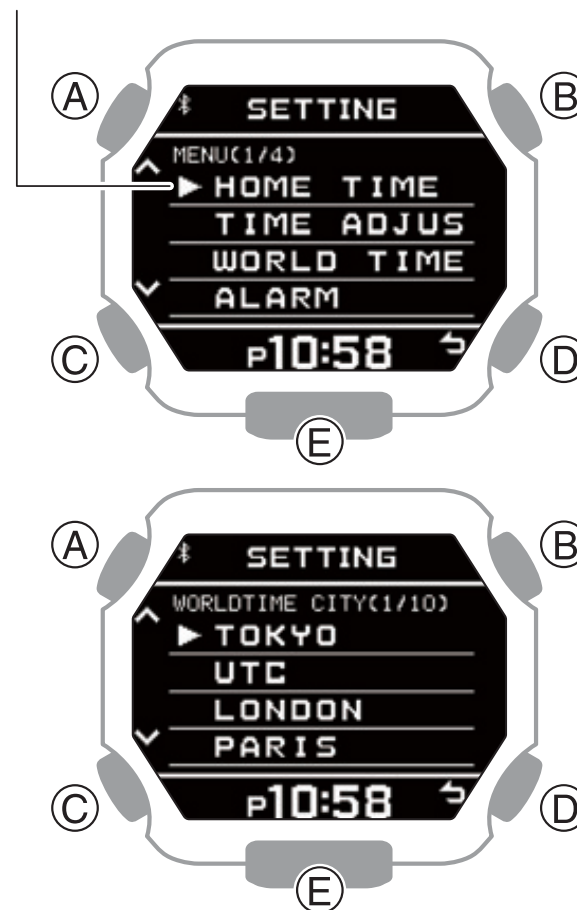 A
B
SETTING
MENU(1/4)
HOME TIME
TIME ADJUS
WORLD TIME
ALARM
P10:58
C
D
E
A
B
SETTING
WORLDTIME CITY(1/10)
TOKYO
UTC
LONDON
PARIS
P10:58
C
D
E